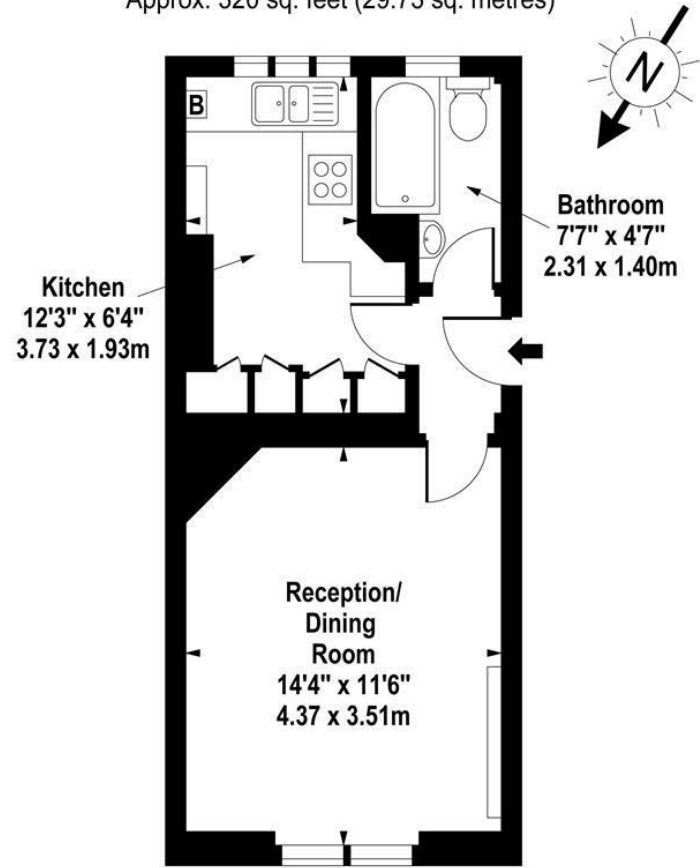 Approx. 320 sq. feet (29.73 sq. metres)
N
B
Bathroom
7'7" x 4'7"
2.31 x 1.40m
Kitchen
12'3" x 6'4"
3.73 x 1.93m
Reception/
Dining
Room
14'4" x 11'6"
4.37 x 3.51m